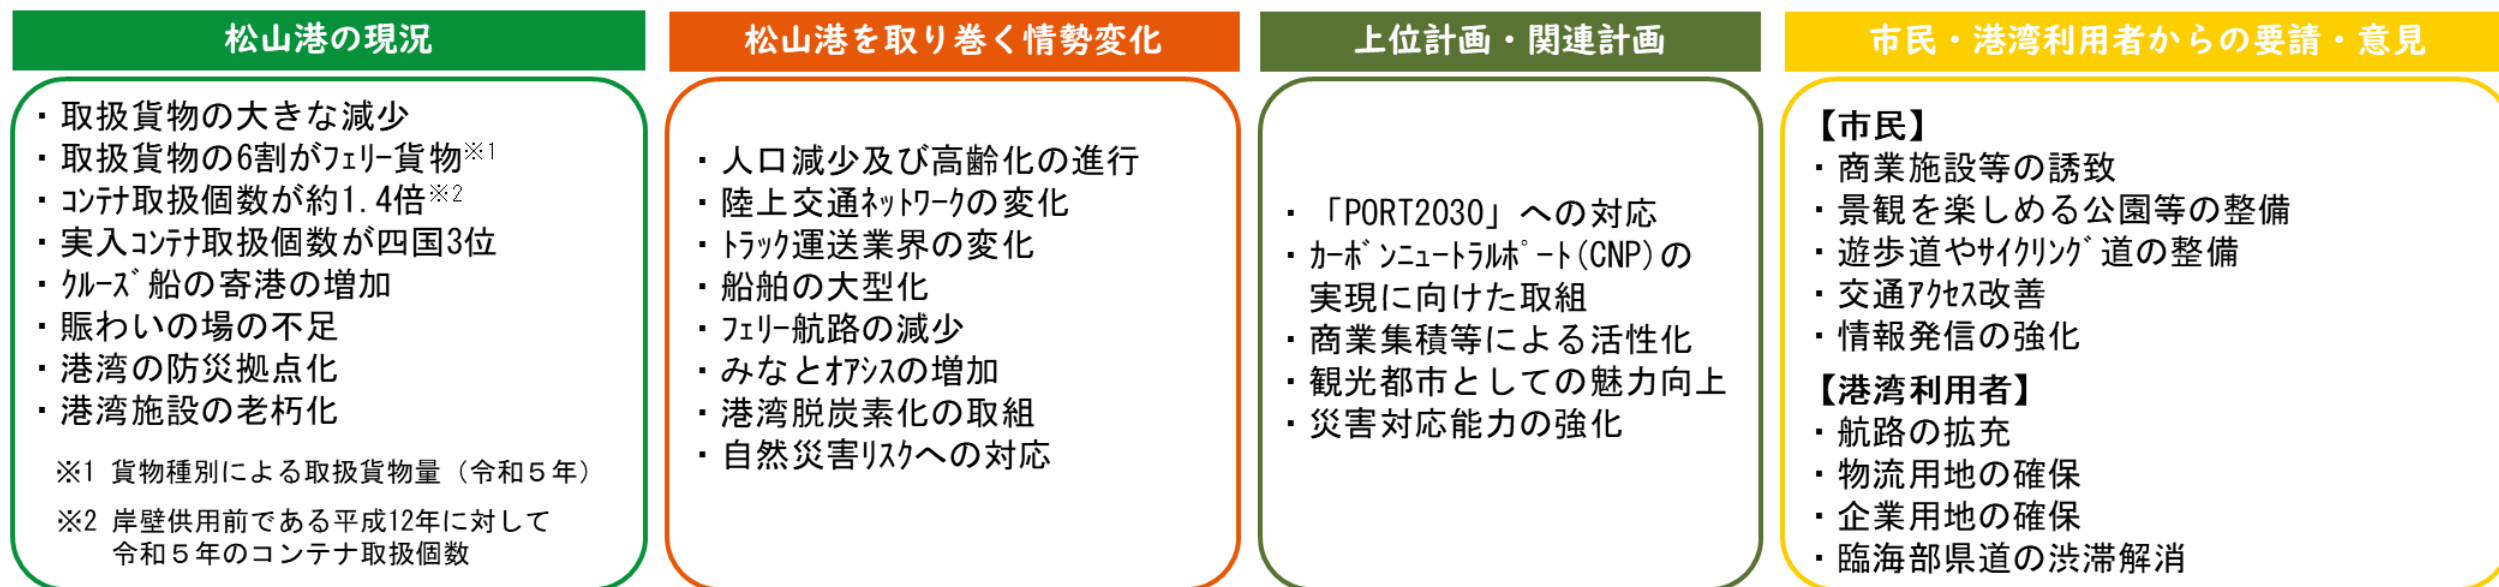 松山港の現況
・取扱貨物の大きな減少
・取扱貨物の6割がﾌｪﾘｰ貨物※1
・ｺﾝﾃﾅ取扱個数が約1.4倍※2
・実入ｺﾝﾃﾅ取扱個数が四国3位
・ｸﾙｰｽﾞ船の寄港の増加
・賑わいの場の不足
・港湾の防災拠点化
・港湾施設の老朽化
※1 貨物種別による取扱貨物量（令和５年）
※2 岸壁供用前である平成12年に対して
令和５年のコンテナ取扱個数
松山港を取り巻く情勢変化
・人口減少及び高齢化の進行
・陸上交通ﾈｯﾄﾜｰｸの変化
・ﾄﾗｯｸ運送業界の変化
・船舶の大型化
・ﾌｪﾘｰ航路の減少
・みなとｵｱｼｽの増加
・港湾脱炭素化の取組
・自然災害ﾘｽｸへの対応
上位計画・関連計画
・「PORT2030」への対応
・ｶｰﾎﾞﾝﾆｭｰﾄﾗﾙﾎﾟｰﾄ(CNP)の
実現に向けた取組
・商業集積等による活性化
・観光都市としての魅力向上
・災害対応能力の強化
市民・港湾利用者からの要請・意見
【市民】
・商業施設等の誘致
・景観を楽しめる公園等の整備
・遊歩道やｻｲｸﾘﾝｸﾞ道の整備
・交通ｱｸｾｽ改善
・情報発信の強化
【港湾利用者】
・航路の拡充
・物流用地の確保
・企業用地の確保
・臨海部県道の渋滞解消